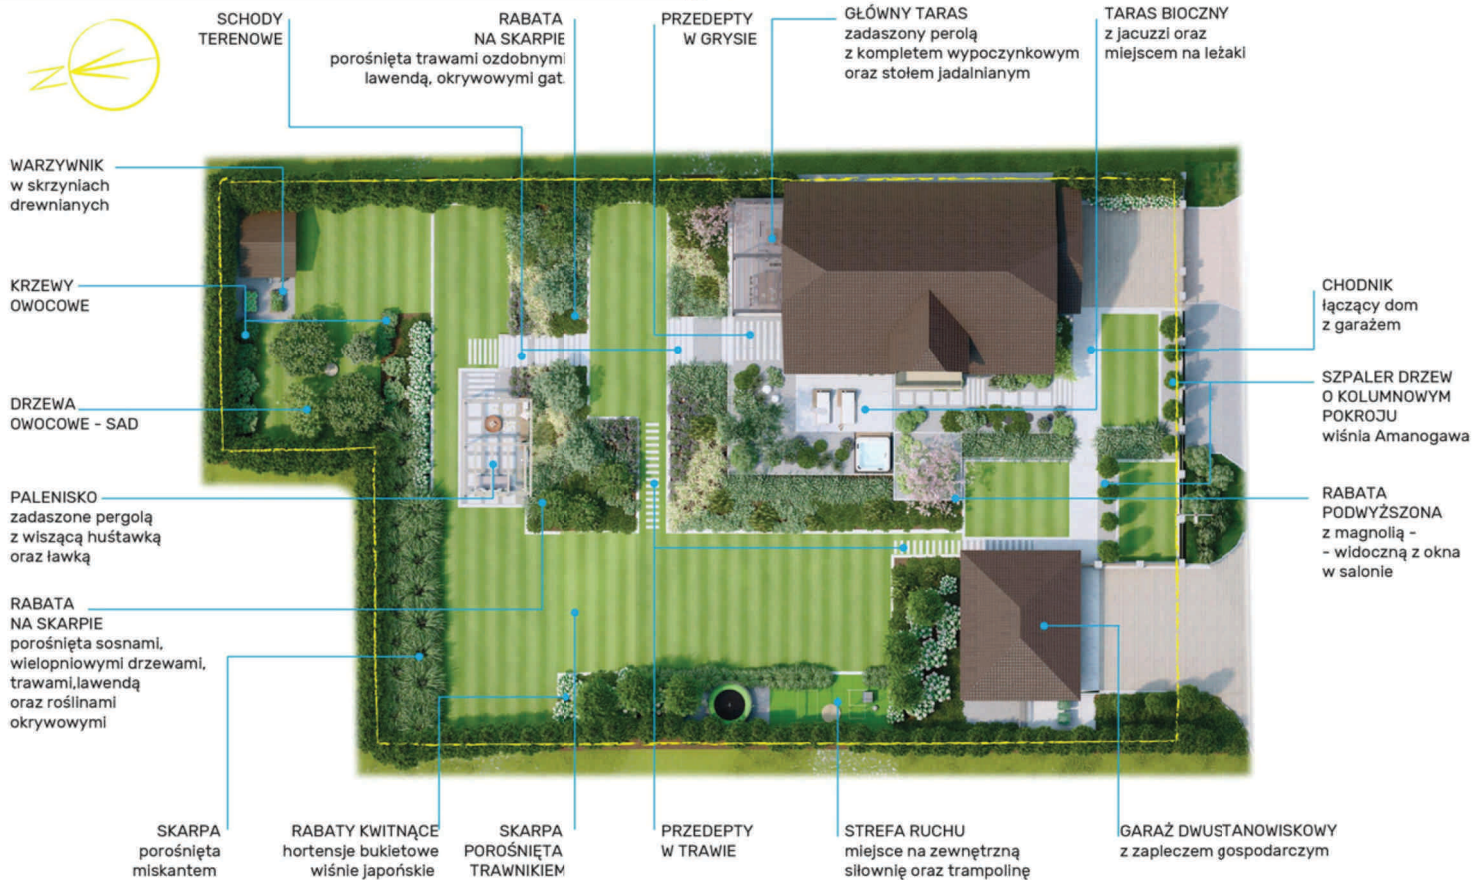 SCHODY
TERENOWE
RABATA
NA SKARPIE
porośnięta trawami ozdobnymi
lawendą, okrywowymi gat.
PRZEDEPTY
W GRYSIE
GŁÓWNY TARAS
zadaszony perolą
z kompletem wypoczynkowym
oraz stołem jadalnianym
TARAS BIOCZNY
z jacuzzi oraz
miejscem na leżaki
N
WARZYWNIK
w skrzyniach
drewnianych
KRZEWY
OWOCOWE
DRZEWA
OWOCOWE - SAD
PALENISKO
zadaszone pergolą
z wiszącą huśtawką
oraz ławką
RABATA
NA SKARPIE
porośnięta sosnami,
wielopniowymi drzewami,
trawami,lawendą
oraz roślinami
okrywowymi
CHODNIK
łączący dom
z garażem
SZPALER DRZEW
O KOLUMNOWYM
POKROJU
wiśnia Amanogawa
RABATA
PODWYŻSZONA
z magnolią -
- widoczną z okna
w salonie
SKARPA
porośnięta
miskantem
RABATY KWITNĄCE
hortensje bukietowe
wiśnie japońskie
SKARPA
POROŚNIĘTA
TRAWNIKIEM
PRZEDEPTY
W TRAWIE
STREFA RUCHU
miejsce na zewnętrzną
siłownię oraz trampolinę
GARAŻ DWUSTANOWISKOWY
z zapleczem gospodarczym